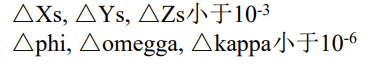 △Xs, △Ys, △Zs小于10⁻³
△phi, △omegga, △kappa小于10⁻⁶